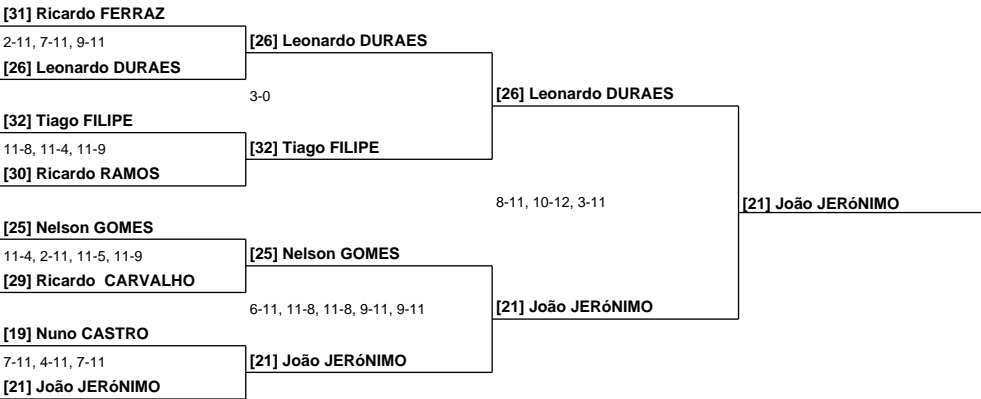 [31] Ricardo FERRAZ
2-11, 7-11, 9-11
[26] Leonardo DURAES
[26] Leonardo DURAES
3-0
[26] Leonardo DURAES
[32] Tiago FILIPE
11-8, 11-4, 11-9
[32] Tiago FILIPE
[30] Ricardo RAMOS
8-11, 10-12, 3-11
[21] João JERóNIMO
[25] Nelson GOMES
11-4, 2-11, 11-5, 11-9
[25] Nelson GOMES
[29] Ricardo  CARVALHO
6-11, 11-8, 11-8, 9-11, 9-11
[21] João JERóNIMO
[19] Nuno CASTRO
7-11, 4-11, 7-11
[21] João JERóNIMO
[21] João JERóNIMO